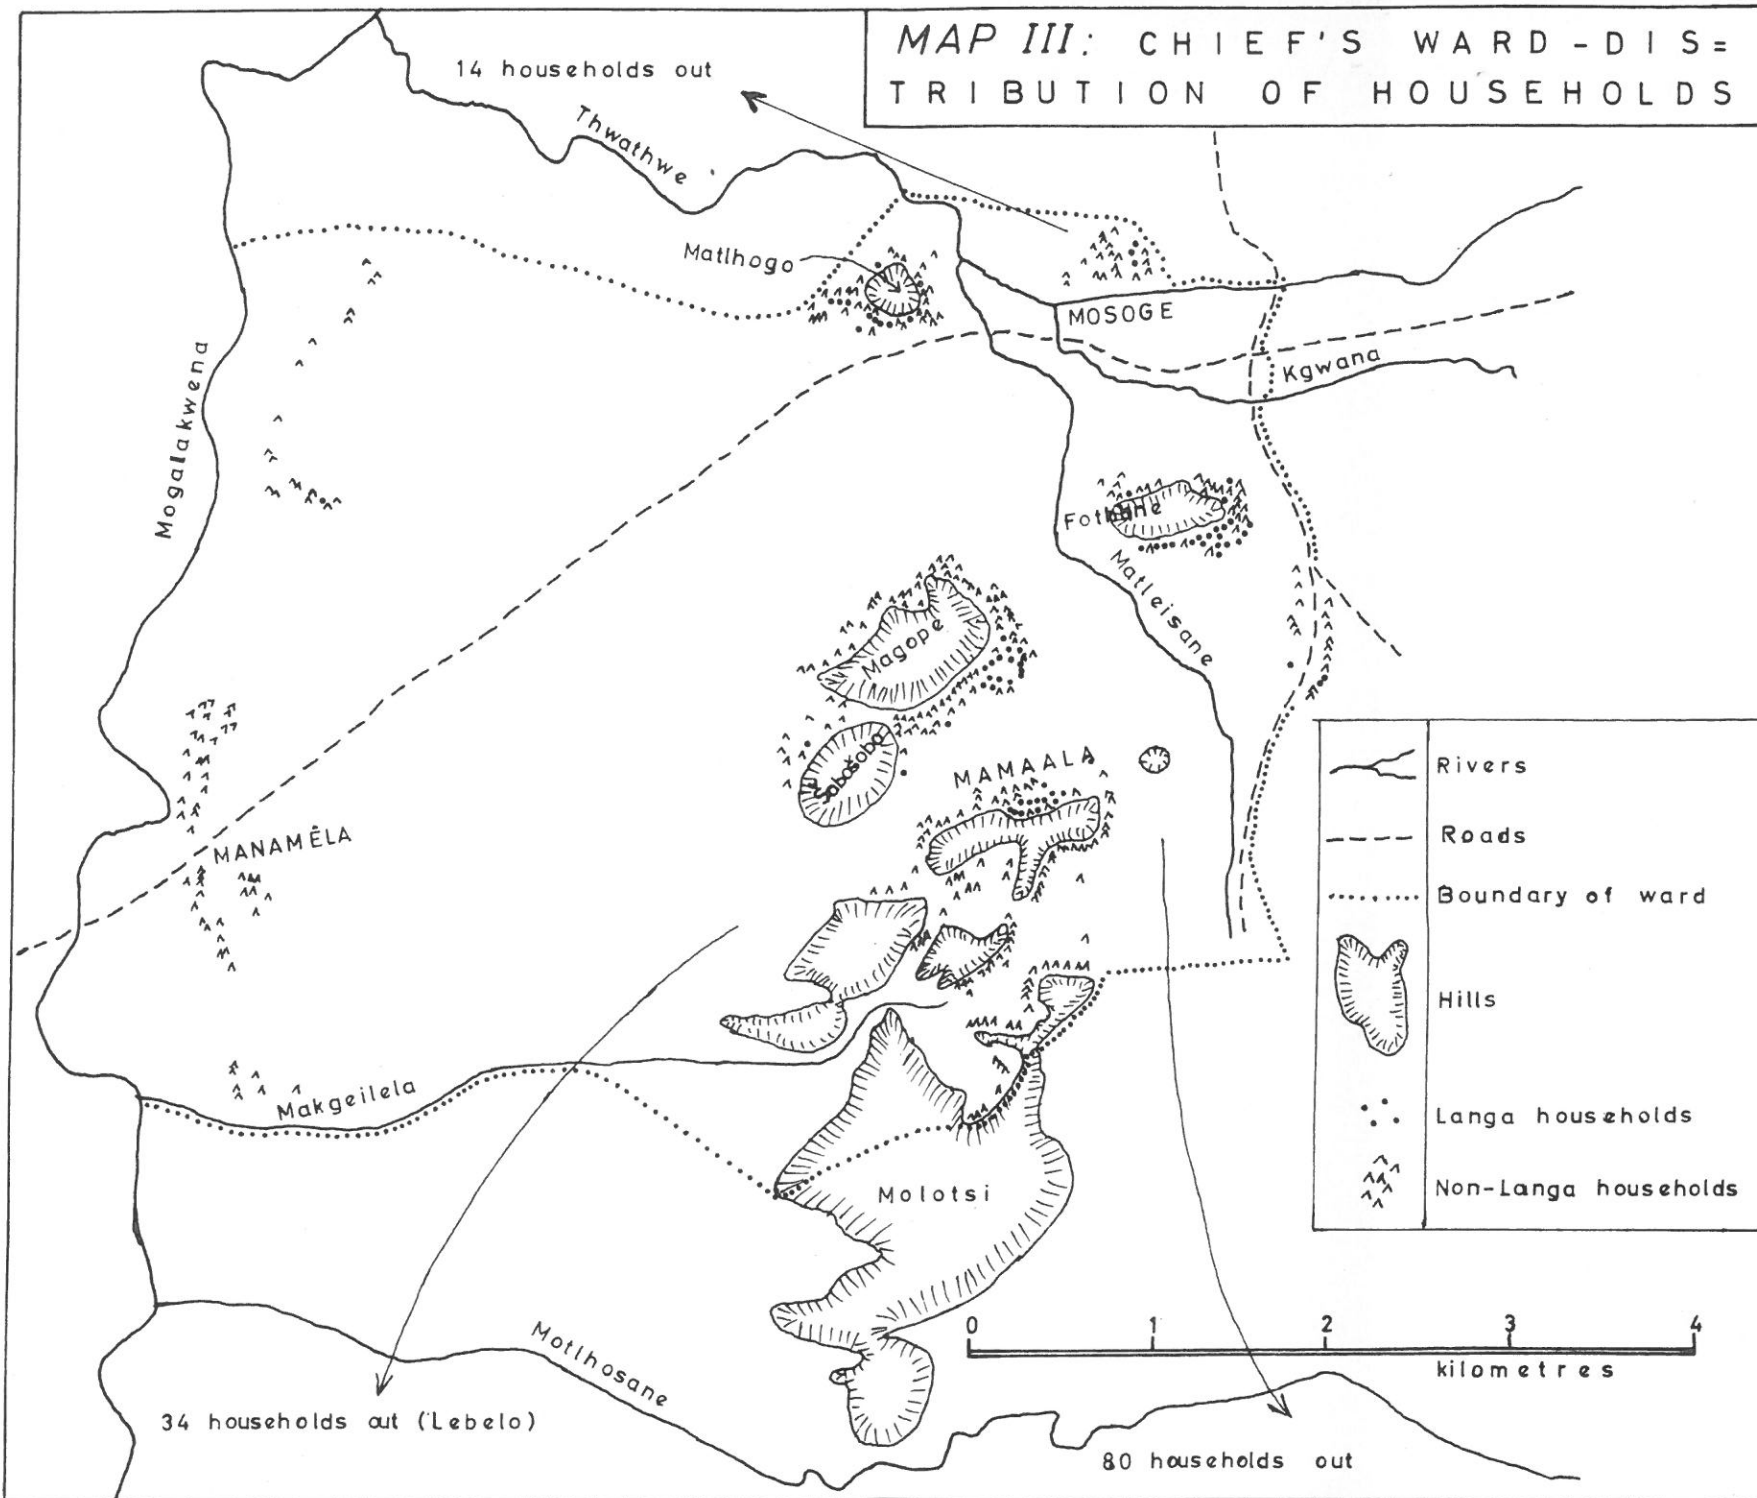 MAP III: CHIEF'S WARD-DIS=
TRIBUTION OF HOUSEHOLDS
14 households out
Thwathwe
Matlhogo
MOSOGE
Kgwana
Mogalakwena
Fothane
Matleisane
Magope
Sobošoba
MAMAALA
MANAMÊLA
Makgeilela
Molotsi
Motlhosane
34 households out (Lebelo)
80 households out
Rivers
Roads
Boundary of ward
Hills
Langa households
Non-Langa households
0 1 2 3 4
kilometres